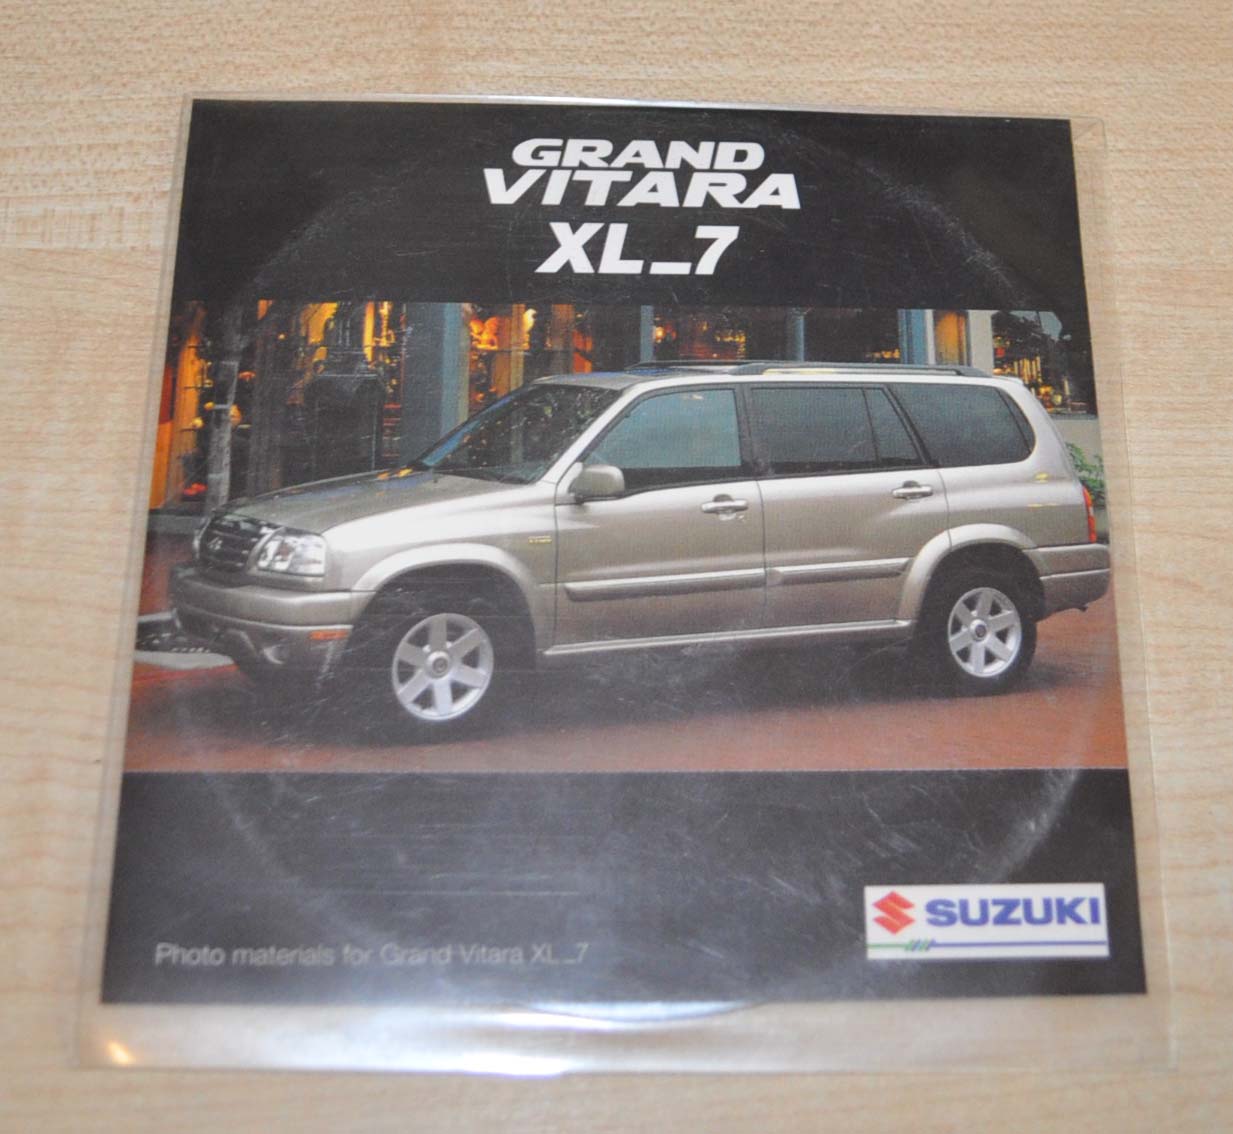 GRAND
VITARA
XL_7
SUZUKI
Photo materials for Grand Vitara XL_7